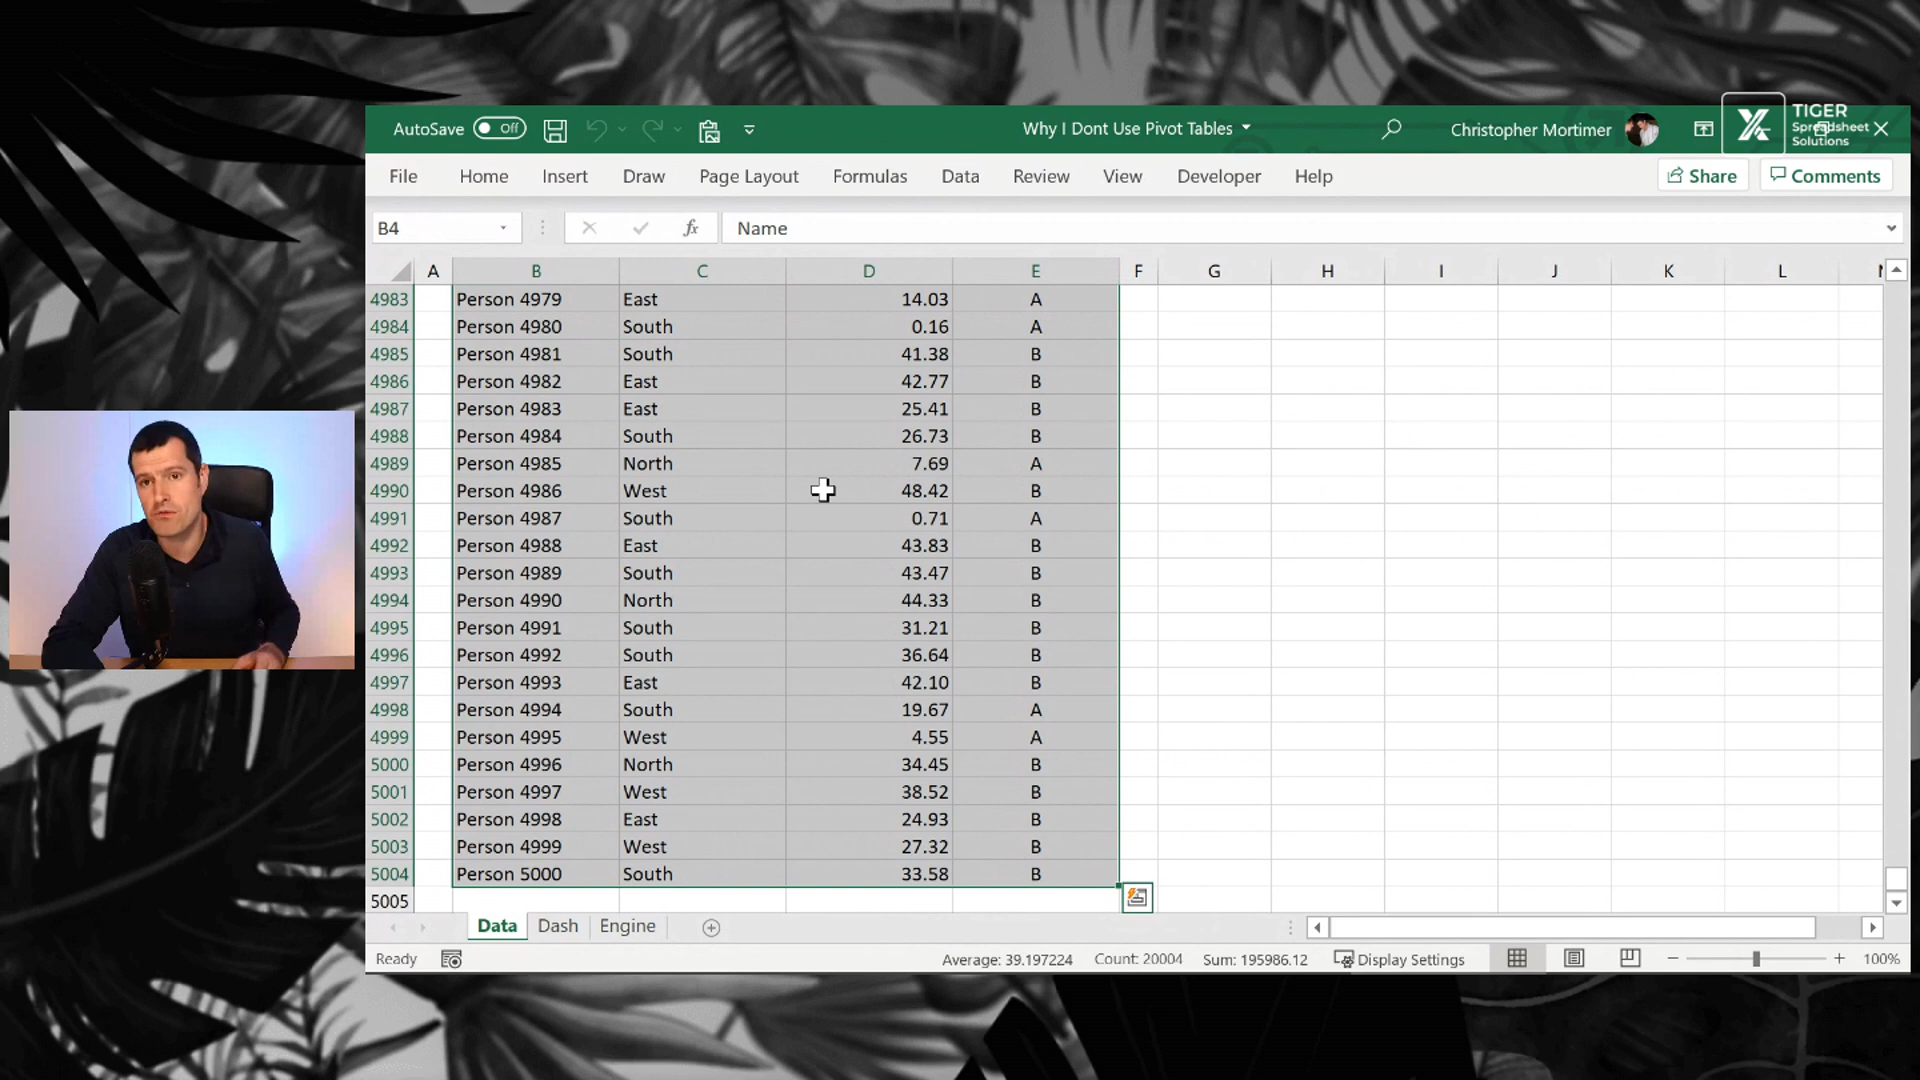 AutoSave Off Why I Dont Use Pivot Tables Christopher Mortimer
TIGER
Spreadsheet
Solutions
File Home Insert Draw Page Layout Formulas Data Developer Review View Developer Help Share Comments
B4 fx Name
A B C D E F G H I J K L
4983 Person 4979 East 14.03 A
4984 Person 4980 South 0.16 A
4985 Person 4981 South 41.38 B
4986 Person 4982 East 42.77 B
4987 Person 4983 East 25.41 B
4988 Person 4984 South 26.73 B
4989 Person 4985 North 7.69 A
4990 Person 4986 West 48.42 B
4991 Person 4987 South 0.71 A
4992 Person 4988 East 43.83 B
4993 Person 4989 South 43.47 B
4994 Person 4990 North 44.33 B
4995 Person 4991 South 31.21 B
4996 Person 4992 South 36.64 B
4997 Person 4993 East 42.10 B
4998 Person 4994 South 19.67 A
4999 Person 4995 West 4.55 A
5000 Person 4996 North 34.45 B
5001 Person 4997 West 38.52 B
5002 Person 4998 East 24.93 B
5003 Person 4999 West 27.32 B
5004 Person 5000 South 33.58 B
5005
Data Dash Engine
Ready Average: 39.197224 Count: 20004 Sum: 195986.12 Display Settings 100%